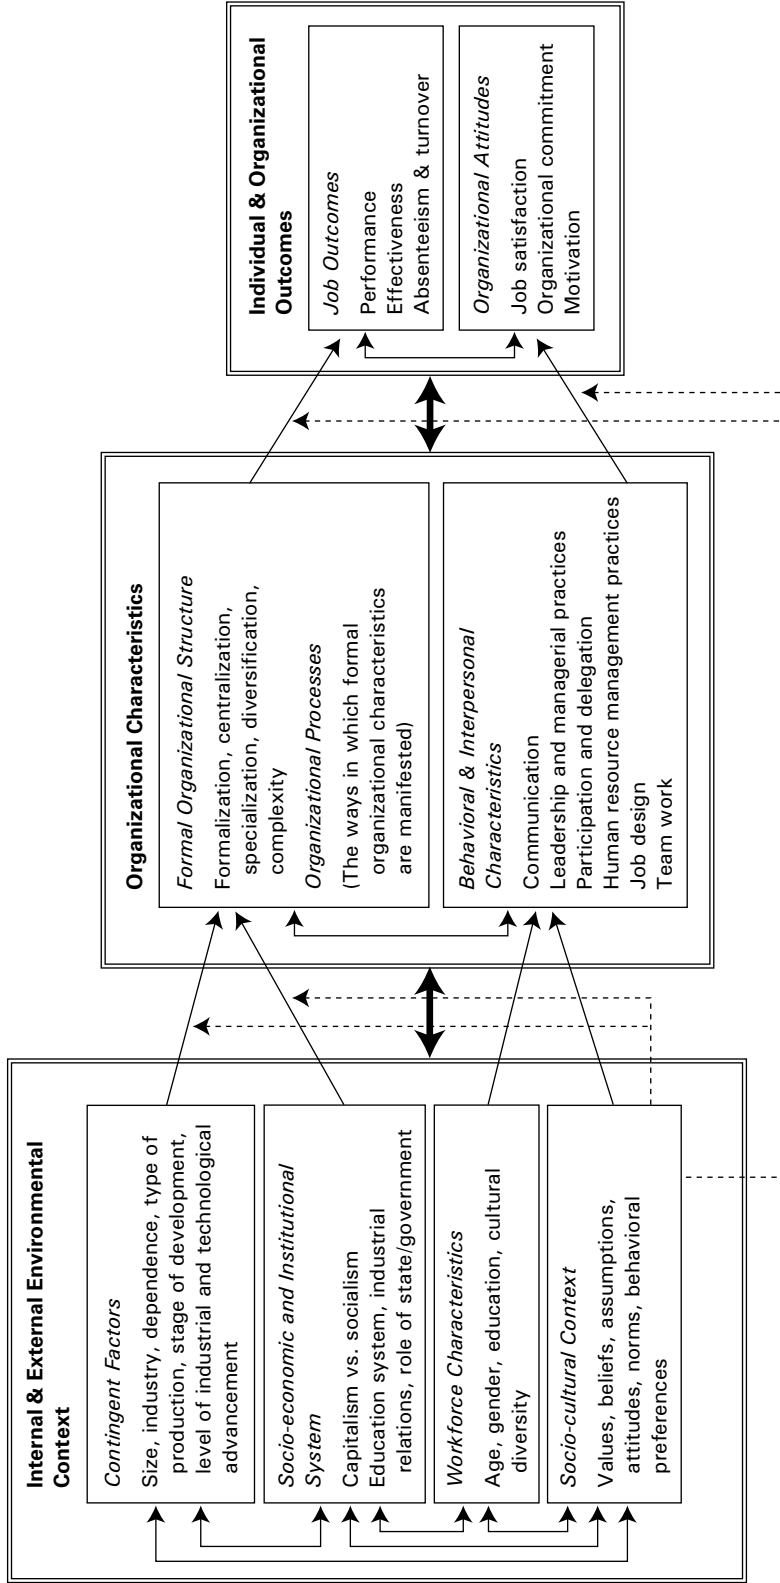 Internal & External Environmental
Context
Contingent Factors
Size, industry, dependence, type of
production, stage of development,
level of industrial and technological
advancement
Socio-economic and Institutional
System
Capitalism vs. socialism
Education system, industrial
relations, role of state/government
Workforce Characteristics
Age, gender, education, cultural
diversity
Socio-cultural Context
Values, beliefs, assumptions,
attitudes, norms, behavioral
preferences
Organizational Characteristics
Formal Organizational Structure
Formalization, centralization,
specialization, diversification,
complexity
Organizational Processes
(The ways in which formal
organizational characteristics
are manifested)
Behavioral & Interpersonal
Characteristics
Communication
Leadership and managerial practices
Participation and delegation
Human resource management practices
Job design
Team work
Individual & Organizational
Outcomes
Job Outcomes
Performance
Effectiveness
Absenteeism & turnover
Organizational Attitudes
Job satisfaction
Organizational commitment
Motivation